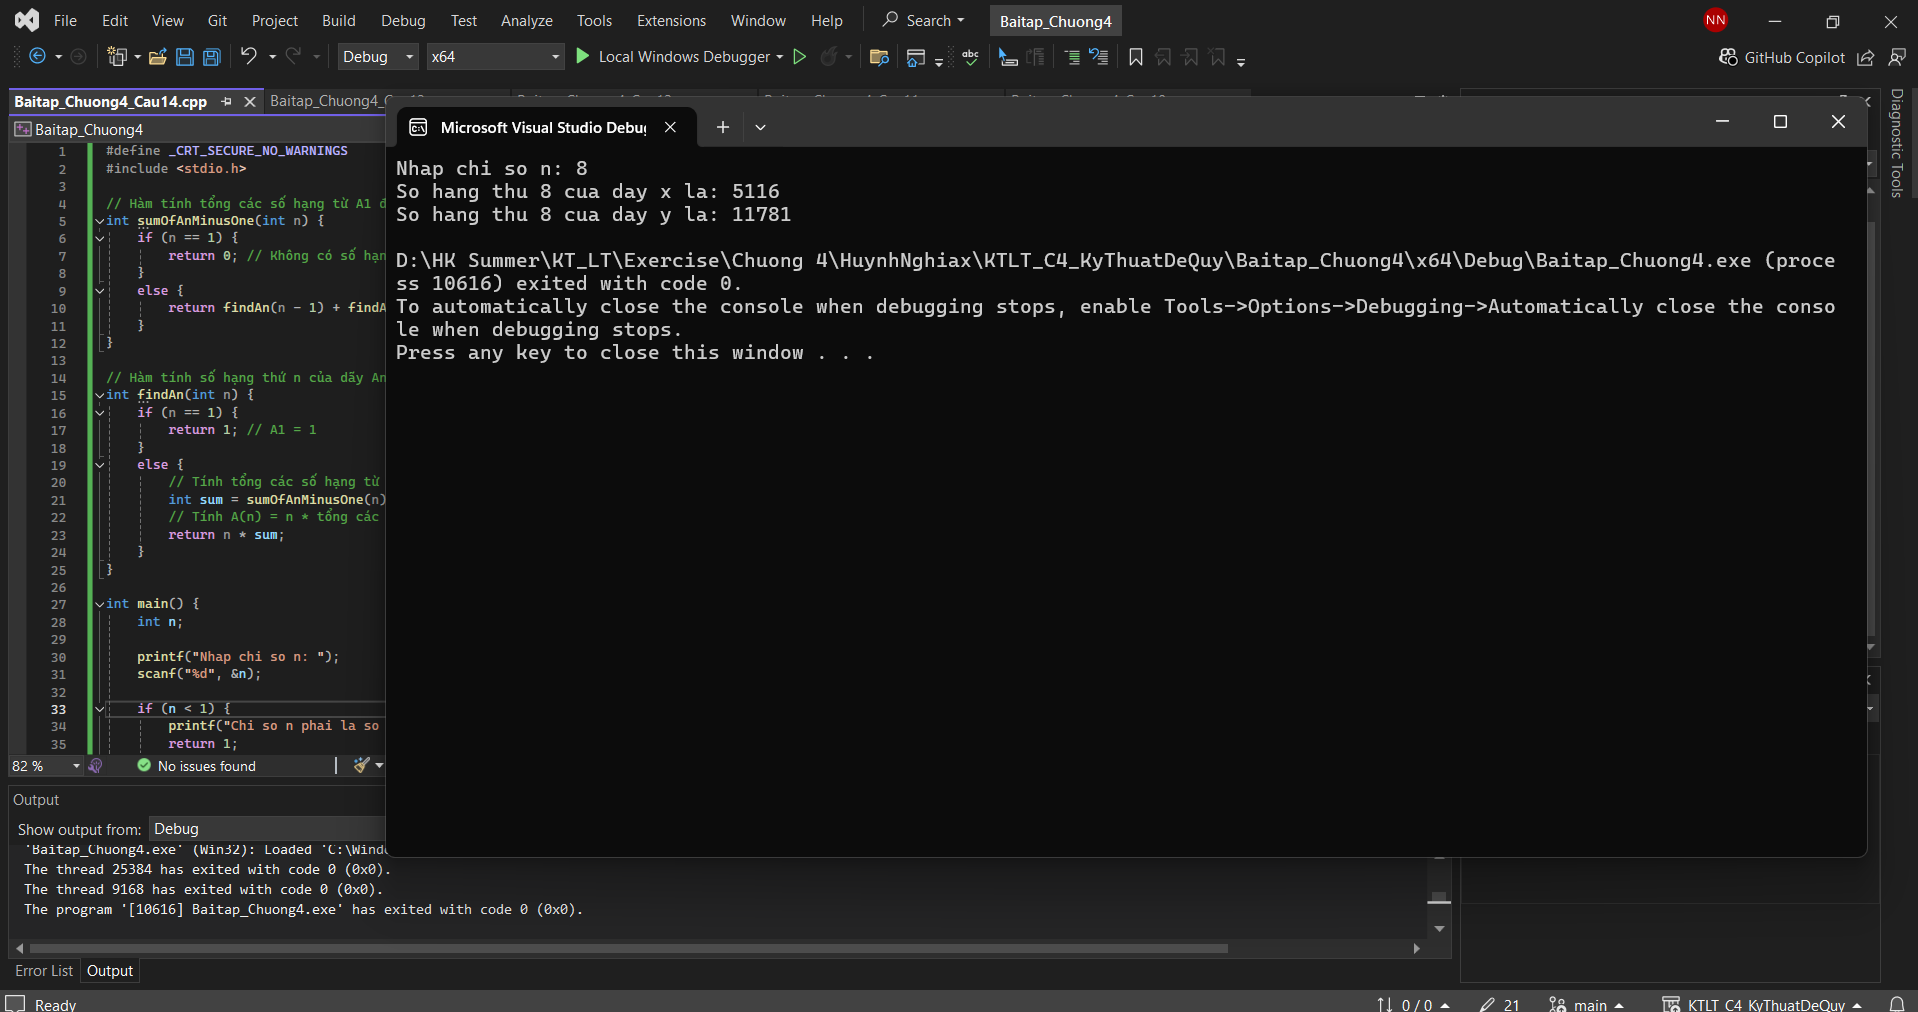 File Edit View Git Project Build Debug Test Analyze Tools Extensions Window Help Search Baitap_Chuong4 NN
Debug x64 Local Windows Debugger abc GitHub Copilot
Baitap_Chuong4_Cau14.cpp Baitap_Chuong4_
Baitap_Chuong4
Diagnostic Tools
1 #define _CRT_SECURE_NO_WARNINGS
2 #include <stdio.h>
3
4 // Hàm tính tổng các số hạng từ A1
5 int sumOfAnMinusOne(int n) {
6 if (n == 1) {
7 return 0; // Không có số hạn
8 }
9 else {
10 return findAn(n - 1) + findA
11 }
12 }
13
14 // Hàm tính số hạng thứ n của dãy An
15 int findAn(int n) {
16 if (n == 1) {
17 return 1; // A1 = 1
18 }
19 else {
20 // Tính tổng các số hạng từ
21 int sum = sumOfAnMinusOne(n)
22 // Tính A(n) = n * tổng các
23 return n * sum;
24 }
25 }
26
27 int main() {
28 int n;
29
30 printf("Nhap chi so n: ");
31 scanf("%d", &n);
32
33 if (n < 1) {
34 printf("Chi so n phai la so
35 return 1;
82 % No issues found
Microsoft Visual Studio Debu
Nhap chi so n: 8
So hang thu 8 cua day x la: 5116
So hang thu 8 cua day y la: 11781
D:\HK Summer\KT_LT\Exercise\Chuong 4\HuynhNghiax\KTLT_C4_KyThuatDeQuy\Baitap_Chuong4\x64\Debug\Baitap_Chuong4.exe (proce
ss 10616) exited with code 0.
To automatically close the console when debugging stops, enable Tools->Options->Debugging->Automatically close the conso
le when debugging stops.
Press any key to close this window . . .
Output
Show output from: Debug
'Baitap_Chuong4.exe' (Win32): Loaded 'C:\Windo
The thread 25384 has exited with code 0 (0x0).
The thread 9168 has exited with code 0 (0x0).
The program '[10616] Baitap_Chuong4.exe' has exited with code 0 (0x0).
Error List Output
Ready 0 / 0 21 main KTLT_C4_KyThuatDeQuy